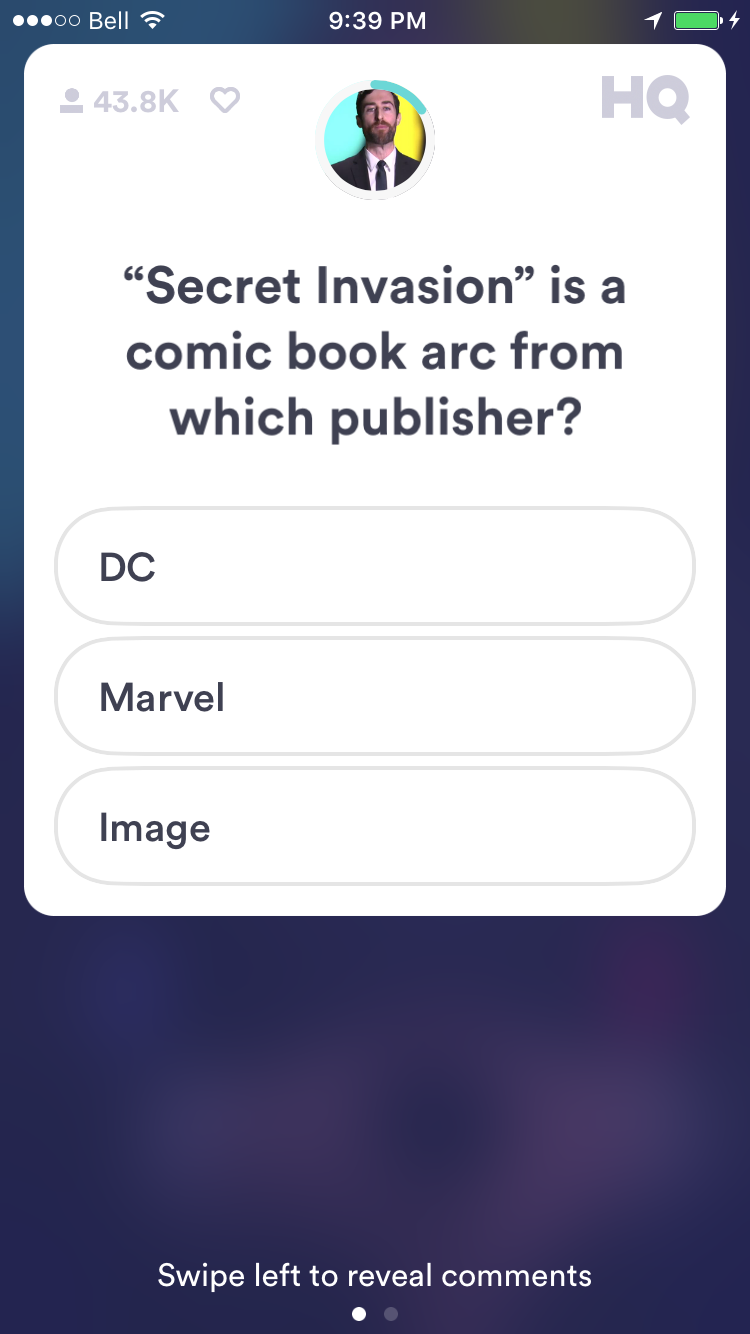 Bell 9:39 PM
43.8K HQ
“Secret Invasion” is a
comic book arc from
which publisher?
DC
Marvel
Image
Swipe left to reveal comments